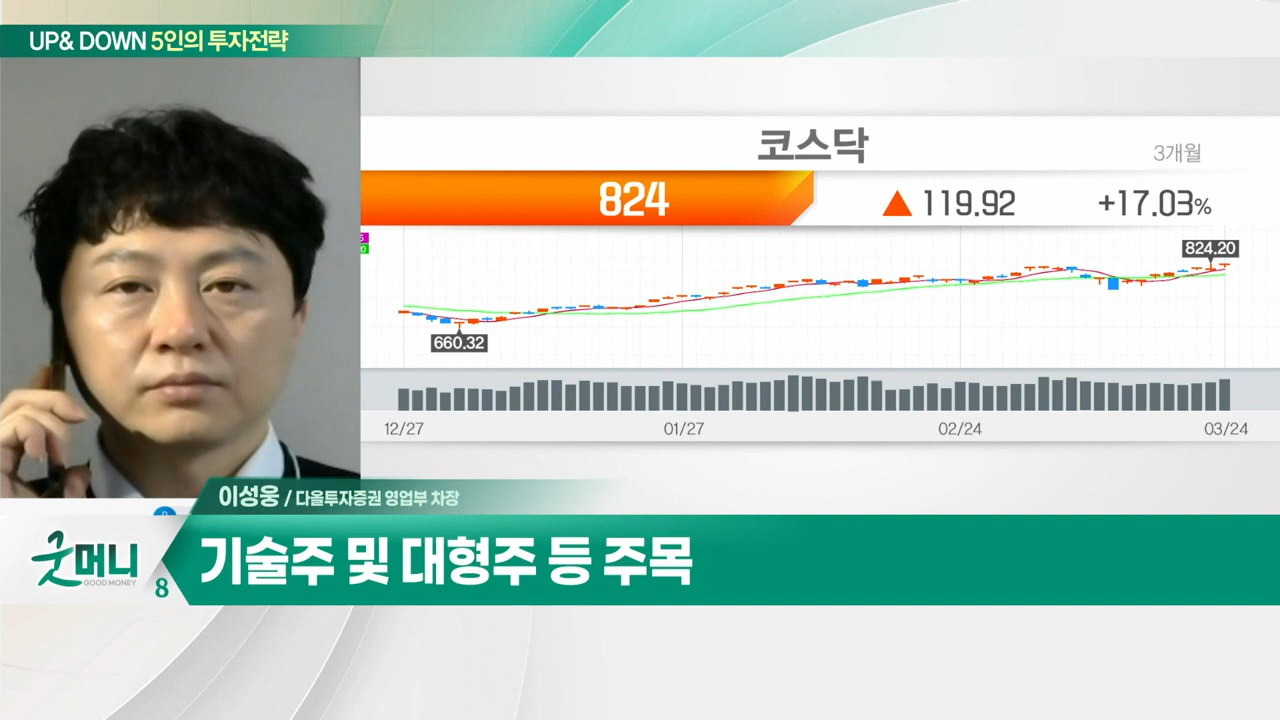 UP& DOWN 5인의 투자전략
코스닥
3개월
824
▲ 119.92
+17.03%
824.20
660.32
12/27
01/27
02/24
03/24
이성웅 / 다올투자증권 영업부 차장
굿머니
GOOD MONEY
8
기술주 및 대형주 등 주목